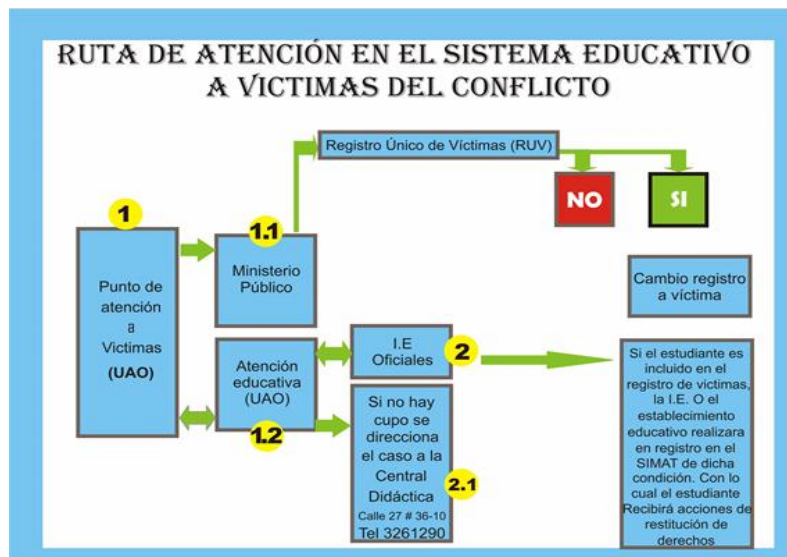 RUTA DE ATENCIÓN EN EL SISTEMA EDUCATIVO
A VICTIMAS DEL CONFLICTO
Registro Único de Víctimas (RUV)
NO
SI
1
Punto de
atención
a
Victimas
(UAO)
1.1
Ministerio
Público
Cambio registro
a víctima
Atención
educativa
(UAO)
1.2
I.E
Oficiales
2
Si no hay
cupo se
direcciona
el caso a la
Central
Didáctica
Calle 27 # 36-10
Tel 3261290
2.1
Si el estudiante es
incluido en el
registro de victimas,
la I.E. O el
establecimiento
educativo realizara
en registro en el
SIMAT de dicha
condición. Con lo
cual el estudiante
Recibirá acciones de
restitución de
derechos